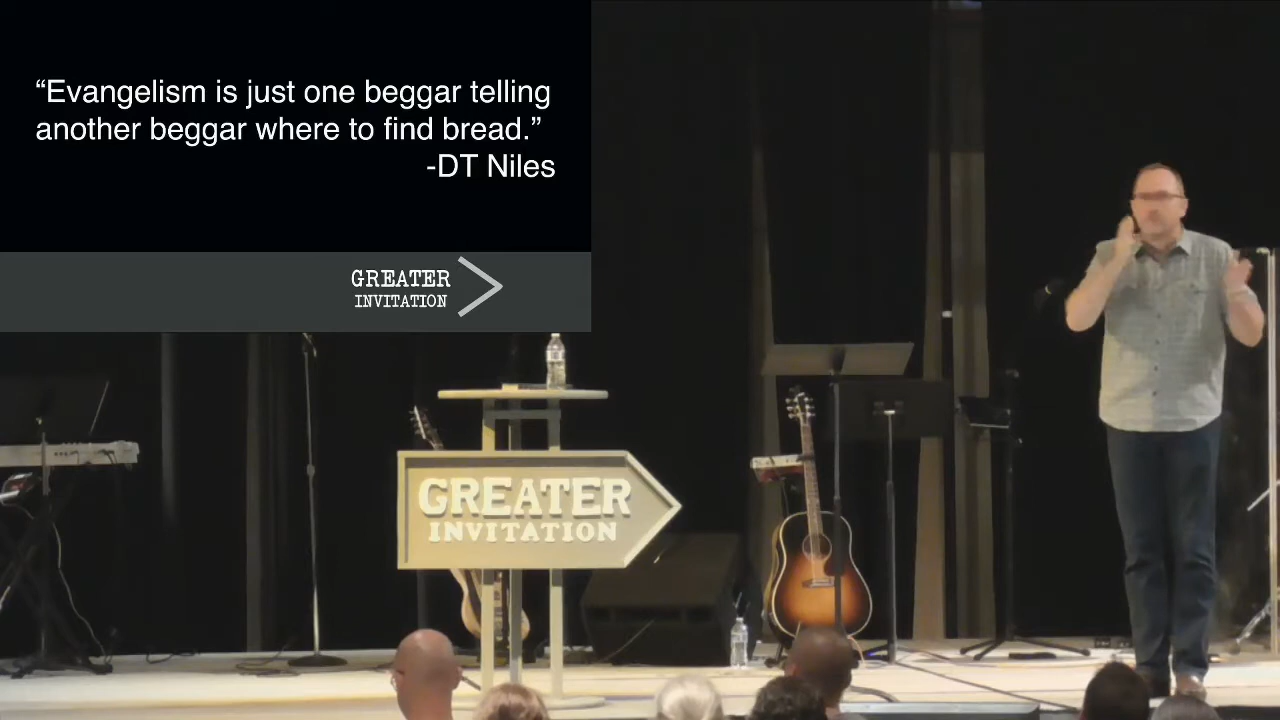 “Evangelism is just one beggar telling
another beggar where to find bread.”
-DT Niles
GREATER
INVITATION
GREATER
INVITATION